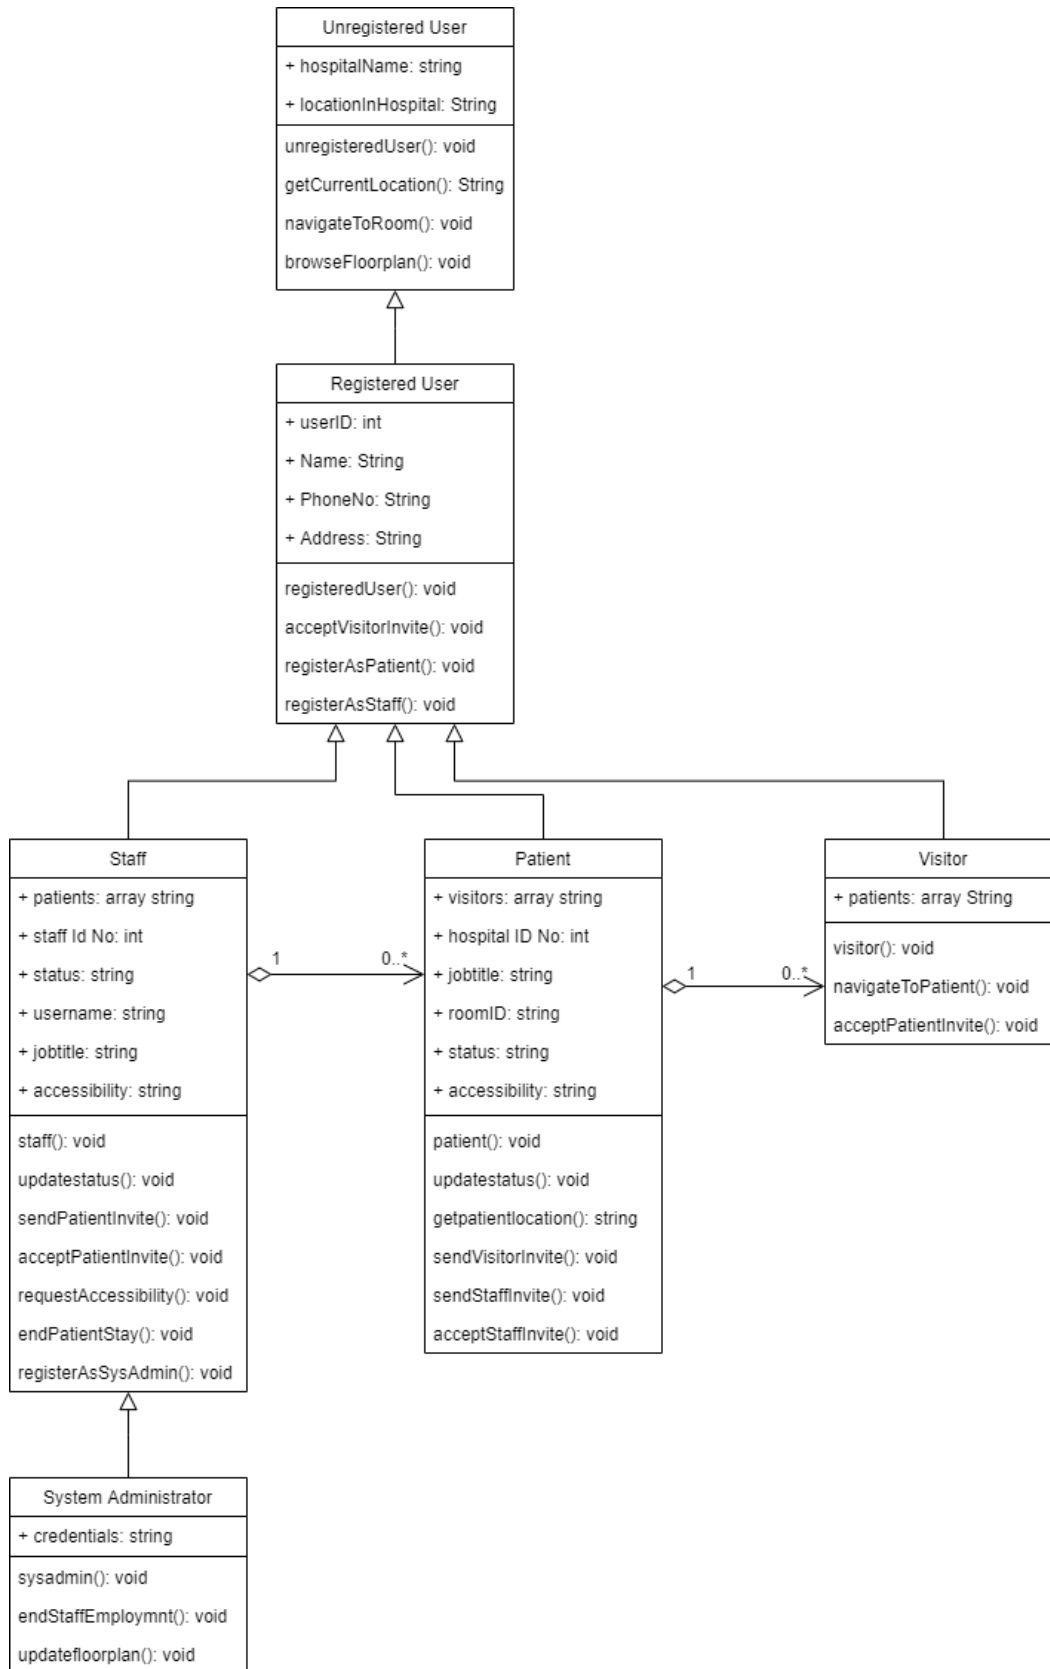 Unregistered User
+ hospitalName: string
+ locationInHospital: String
unregisteredUser(): void
getCurrentLocation(): String
navigateToRoom(): void
browseFloorplan(): void
Registered User
+ userID: int
+ Name: String
+ PhoneNo: String
+ Address: String
registeredUser(): void
acceptVisitorInvite(): void
registerAsPatient(): void
registerAsStaff(): void
Staff
+ patients: array string
+ staff Id No: int
+ status: string
+ username: string
+ jobtitle: string
+ accessibility: string
staff(): void
updatestatus(): void
sendPatientInvite(): void
acceptPatientInvite(): void
requestAccessibility(): void
endPatientStay(): void
registerAsSysAdmin(): void
1
0..*
Patient
+ visitors: array string
+ hospital ID No: int
+ jobtitle: string
+ roomID: string
+ status: string
+ accessibility: string
patient(): void
updatestatus(): void
getpatientlocation(): string
sendVisitorInvite(): void
sendStaffInvite(): void
acceptStaffInvite(): void
1
0..*
Visitor
+ patients: array String
visitor(): void
navigateToPatient(): void
acceptPatientInvite(): void
System Administrator
+ credentials: string
sysadmin(): void
endStaffEmploymnt(): void
updatefloorplan(): void